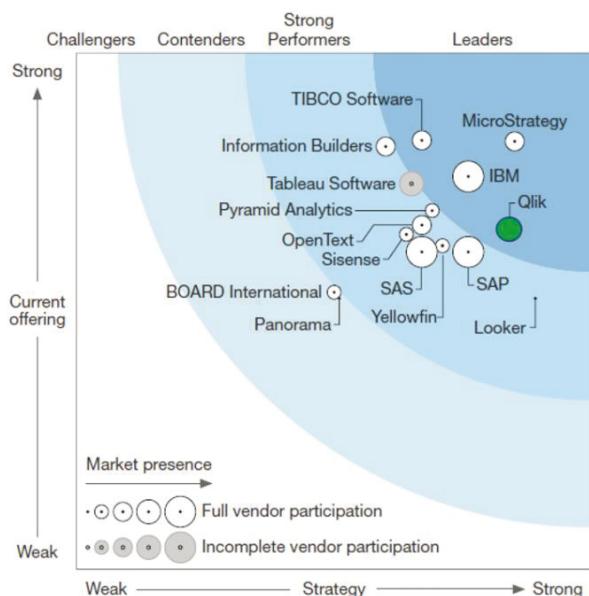 Challengers
Contenders
Strong
Performers
Leaders
Strong
TIBCO Software
MicroStrategy
Information Builders
IBM
Tableau Software
Qlik
Pyramid Analytics
OpenText
Sisense
SAS
SAP
BOARD International
Current
offering
Yellowfin
Looker
Panorama
Market presence
Full vendor participation
Weak
Incomplete vendor participation
Weak
Strategy
Strong